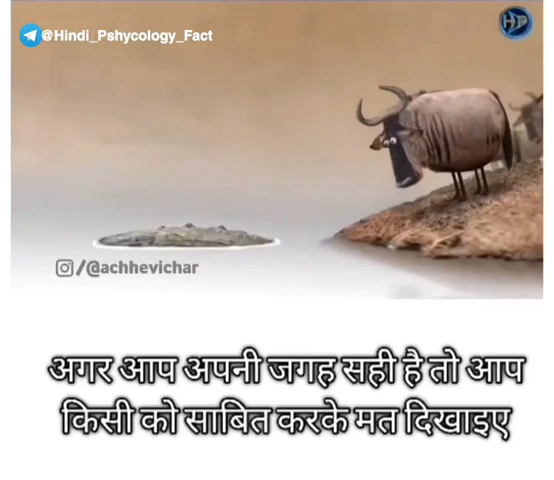 @Hindi_Pshycology_Fact
HP
/@achhevichar
अगर आप अपनी जगह सही है तो आप
किसी को साबित करके मत दिखाइए